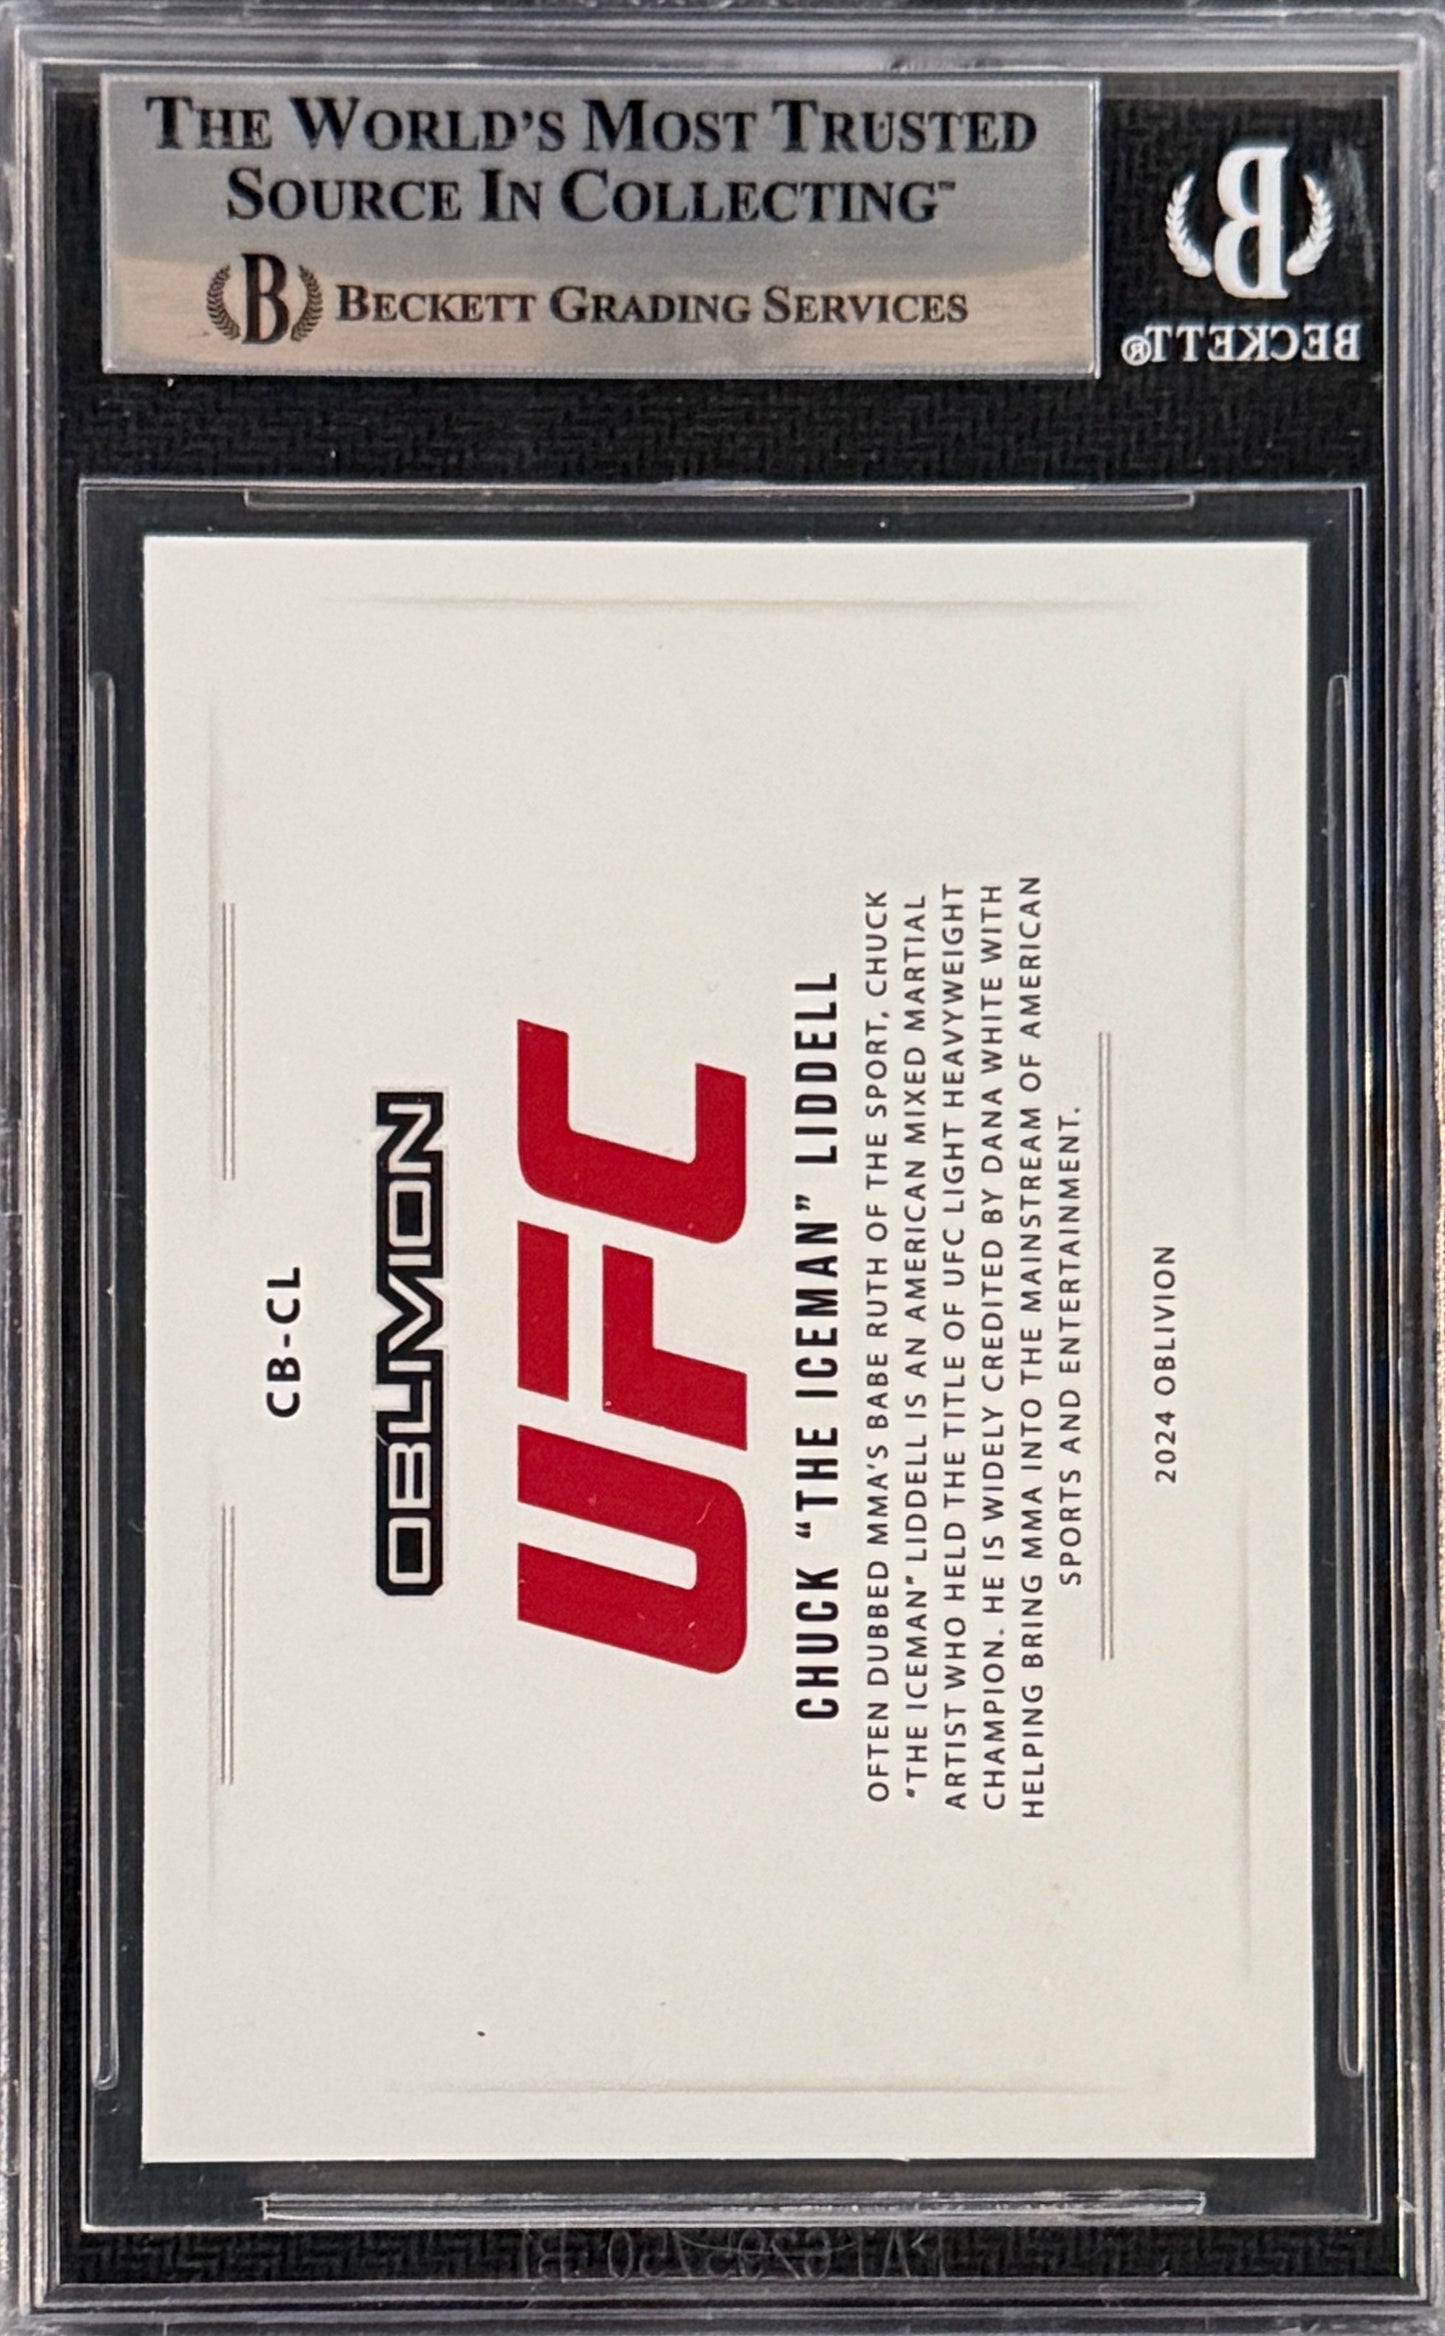 THE WORLD'S MOST TRUSTED
SOURCE IN COLLECTING™
B BECKETT GRADING SERVICES
B
BECKETT®
CB-CL
OBLIVION
UFC
CHUCK “THE ICEMAN” LIDDELL
OFTEN DUBBED MMA'S BABE RUTH OF THE SPORT, CHUCK
"THE ICEMAN" LIDDELL IS AN AMERICAN MIXED MARTIAL
ARTIST WHO HELD THE TITLE OF UFC LIGHT HEAVYWEIGHT
CHAMPION. HE IS WIDELY CREDITED BY DANA WHITE WITH
HELPING BRING MMA INTO THE MAINSTREAM OF AMERICAN
SPORTS AND ENTERTAINMENT.
2024 OBLIVION